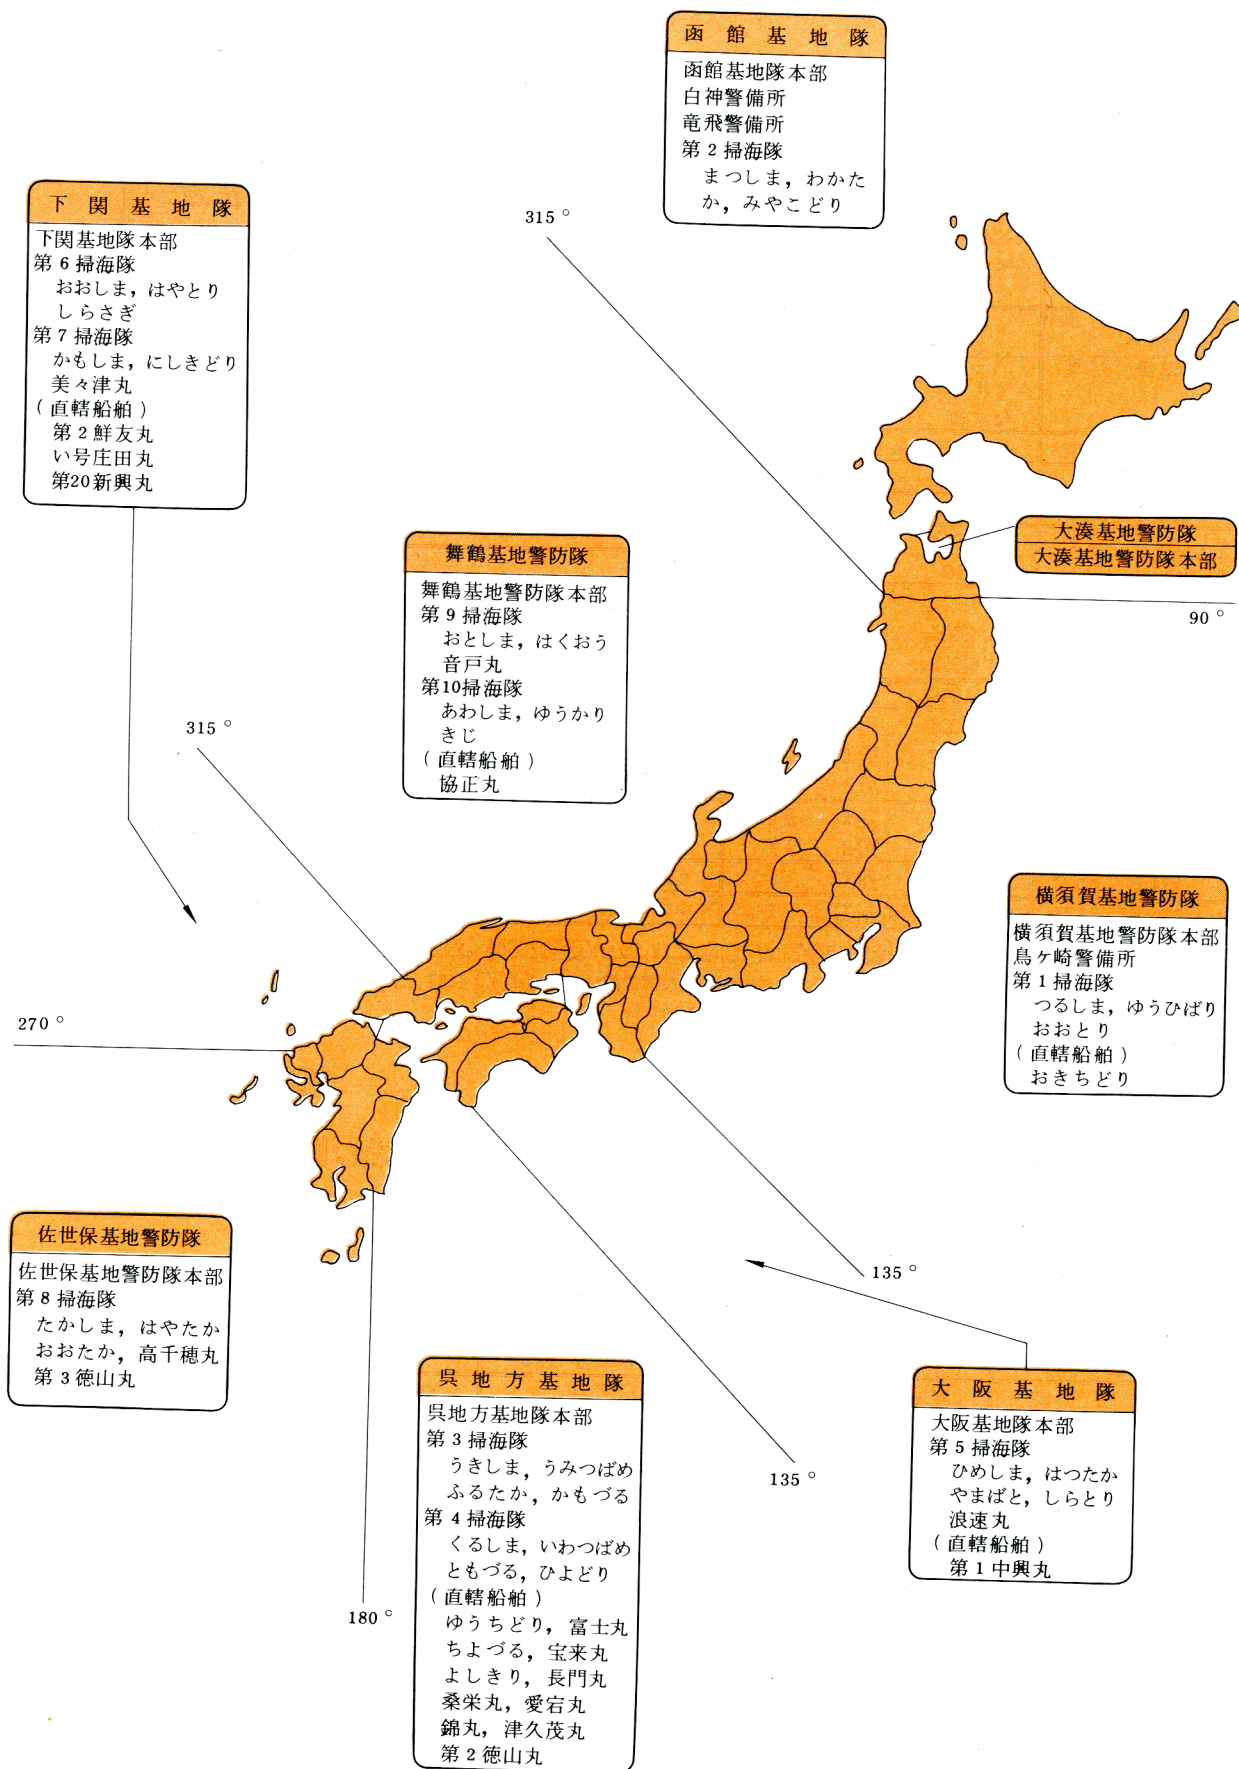 函館基地隊
函館基地隊本部
白神警備所
竜飛警備所
第2掃海隊
まつしま，わかた
か，みやこどり
下関基地隊
下関基地隊本部
第6掃海隊
おおしま，はやとり
しらさぎ
第7掃海隊
かもしま，にしきどり
美々津丸
(直轄船舶)
第2鮮友丸
い号庄田丸
第20新興丸
315°
大湊基地警防隊
大湊基地警防隊本部
90°
舞鶴基地警防隊
舞鶴基地警防隊本部
第9掃海隊
おとしま，はくおう
音戸丸
第10掃海隊
あわしま，ゆうかり
きじ
(直轄船舶)
協正丸
315°
横須賀基地警防隊
横須賀基地警防隊本部
鳥ケ崎警備所
第1掃海隊
つるしま，ゆうひばり
おおとり
(直轄船舶)
おきちどり
270°
佐世保基地警防隊
佐世保基地警防隊本部
第8掃海隊
たかしま，はやたか
おおたか，高千穂丸
第3徳山丸
135°
呉地方基地隊
呉地方基地隊本部
第3掃海隊
うきしま，うみつばめ
ふるたか，かもづる
第4掃海隊
くるしま，いわつばめ
ともづる，ひよどり
(直轄船舶)
ゆうちどり，富士丸
ちよづる，宝来丸
よしきり，長門丸
桑栄丸，愛宕丸
錦丸，津久茂丸
第2徳山丸
135°
180°
大阪基地隊
大阪基地隊本部
第5掃海隊
ひめしま，はつたか
やまばと，しらとり
浪速丸
(直轄船舶)
第1中興丸